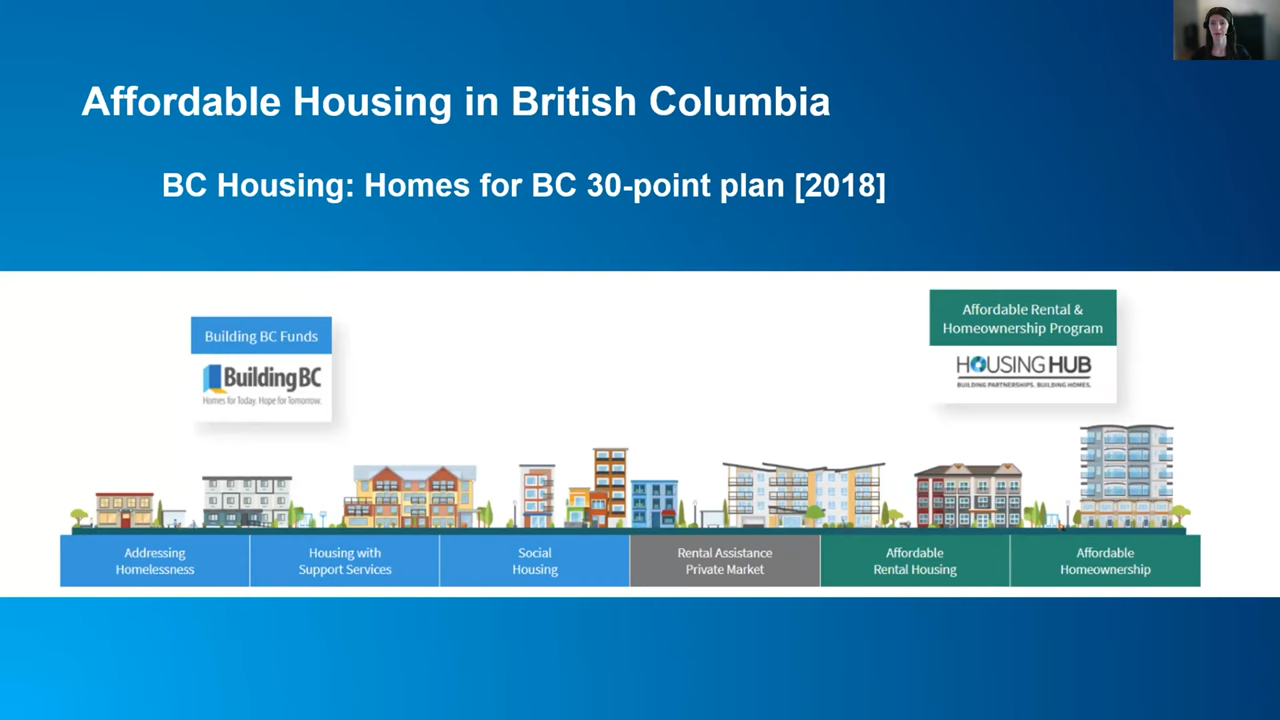 Affordable Housing in British Columbia
BC Housing: Homes for BC 30-point plan [2018]
Building BC Funds
BuildingBC
Homes for Today. Hope for Tomorrow.
Affordable Rental &
Homeownership Program
HOUSING HUB
BUILDING PARTNERSHIPS. BUILDING HOMES.
Addressing
Homelessness
Housing with
Support Services
Social
Housing
Rental Assistance
Private Market
Affordable
Rental Housing
Affordable
Homeownership